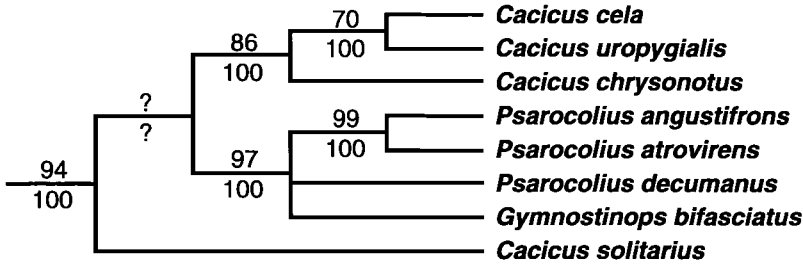 70
Cacicus cela
86
100
Cacicus uropygialis
100
Cacicus chrysonotus
?
?
99
Psarocolius angustifrons
97
100
Psarocolius atrovirens
94
100
Psarocolius decumanus
100
Gymnostinops bifasciatus
Cacicus solitarius